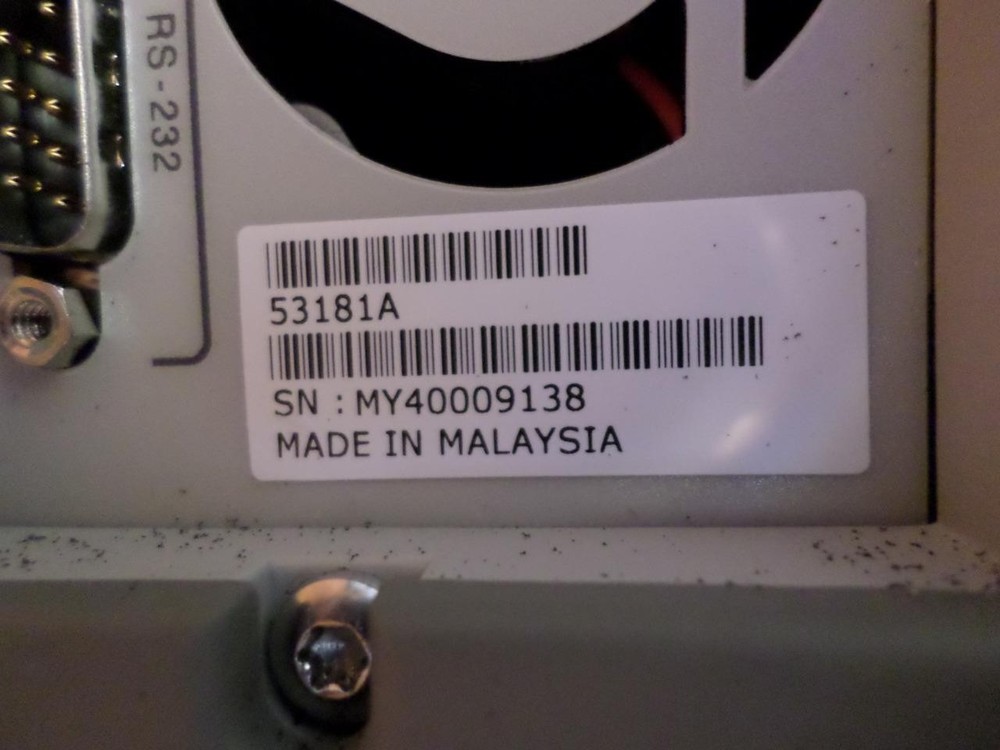 RS-232
53181A
SN : MY40009138
MADE IN MALAYSIA